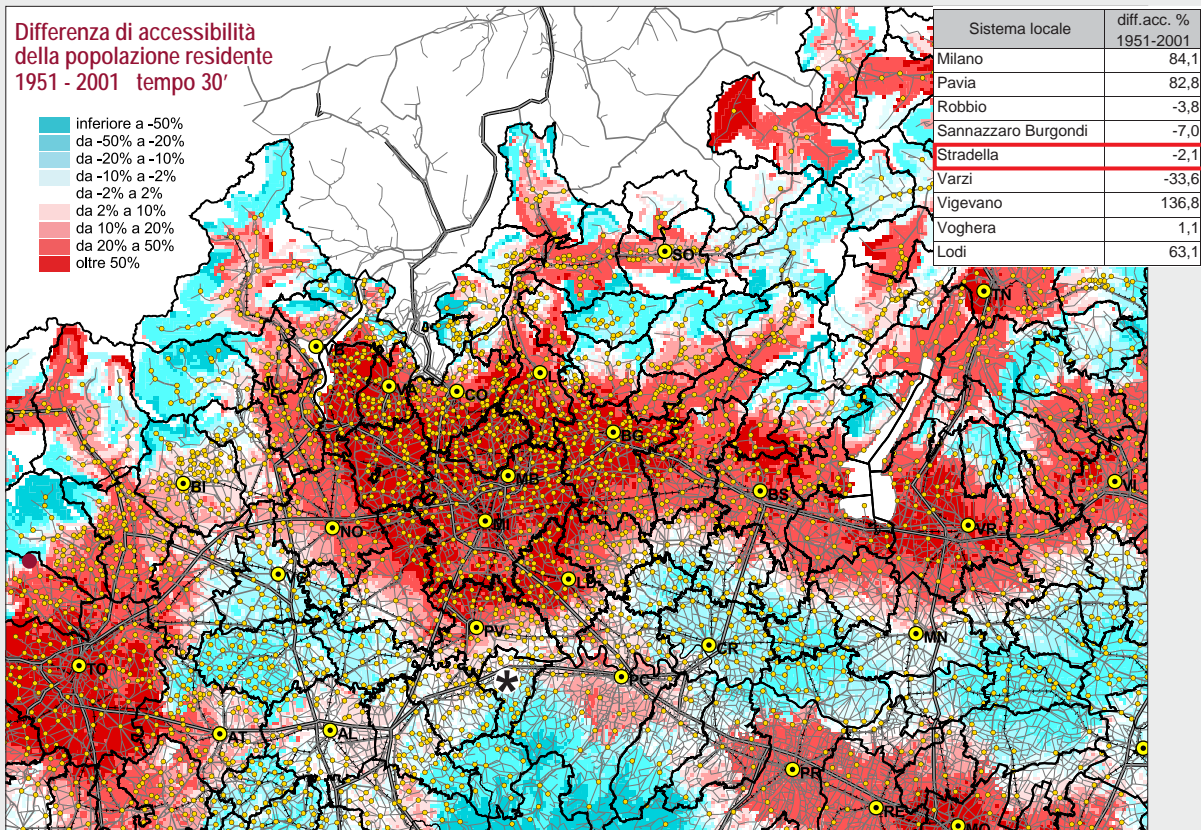 Differenza di accessibilità
della popolazione residente
1951 - 2001 tempo 30'
inferiore a -50%
da -50% a -20%
da -20% a -10%
da -10% a -2%
da -2% a 2%
da 2% a 10%
da 10% a 20%
da 20% a 50%
oltre 50%
Sistema locale diff.acc. % 1951-2001
Milano 84,1
Pavia 82,8
Robbio -3,8
Sannazzaro Burgondi -7,0
Stradella -2,1
Varzi -33,6
Vigevano 136,8
Voghera 1,1
Lodi 63,1
SO
TN
CO
BG
BI
MB
BS
NO
MI
VR
VC
PV
MN
CR
TO
*
PC
AT
AL
PR
RE
MO